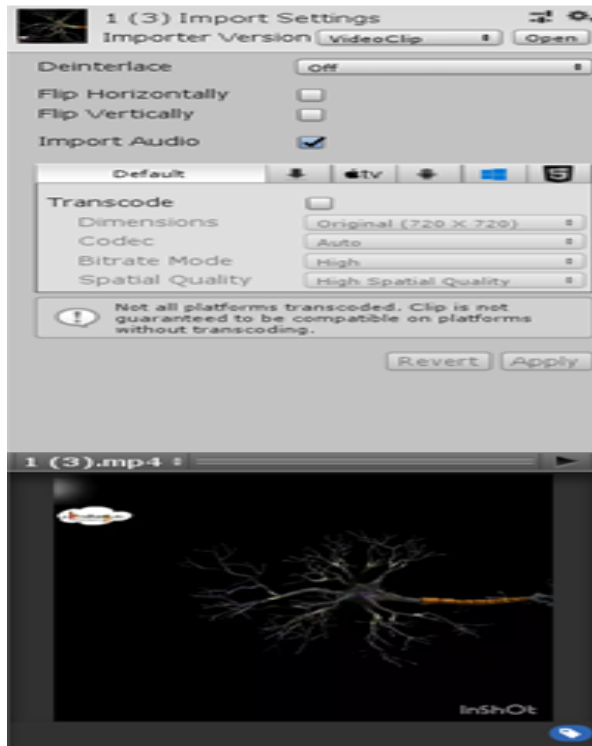 1 (3) Import Settings
Importer Version VideoClip Open
Deinterlace Off
Flip Horizontally
Flip Vertically
Import Audio
Default tv
Transcode
Dimensions Original (720 X 720)
Codec Auto
Bitrate Mode High
Spatial Quality High Spatial Quality
Not all platforms transcoded. Clip is not
guaranteed to be compatible on platforms
without transcoding.
Revert Apply
1 (3).mp4
InShOt